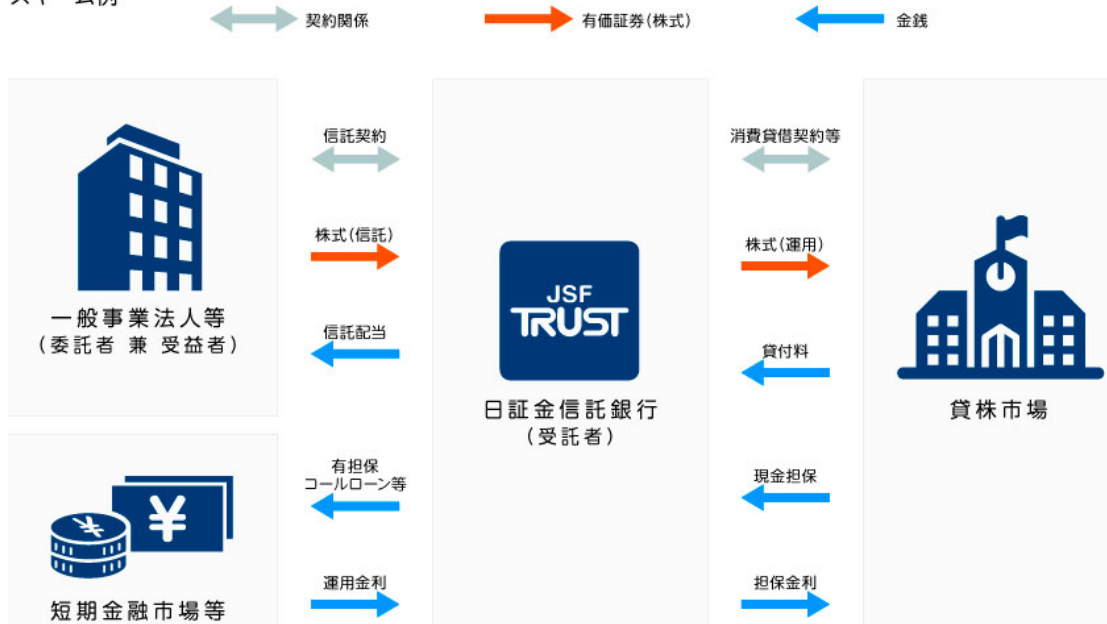 契約関係
有価証券(株式)
金銭
信託契約
消費貸借契約等
株式(信託)
株式(運用)
JSF
TRUST
一般事業法人等
(委託者 兼 受益者)
信託配当
貸付料
日証金信託銀行
(受託者)
貸株市場
有担保
コールローン等
現金担保
¥
¥
短期金融市場等
運用金利
担保金利